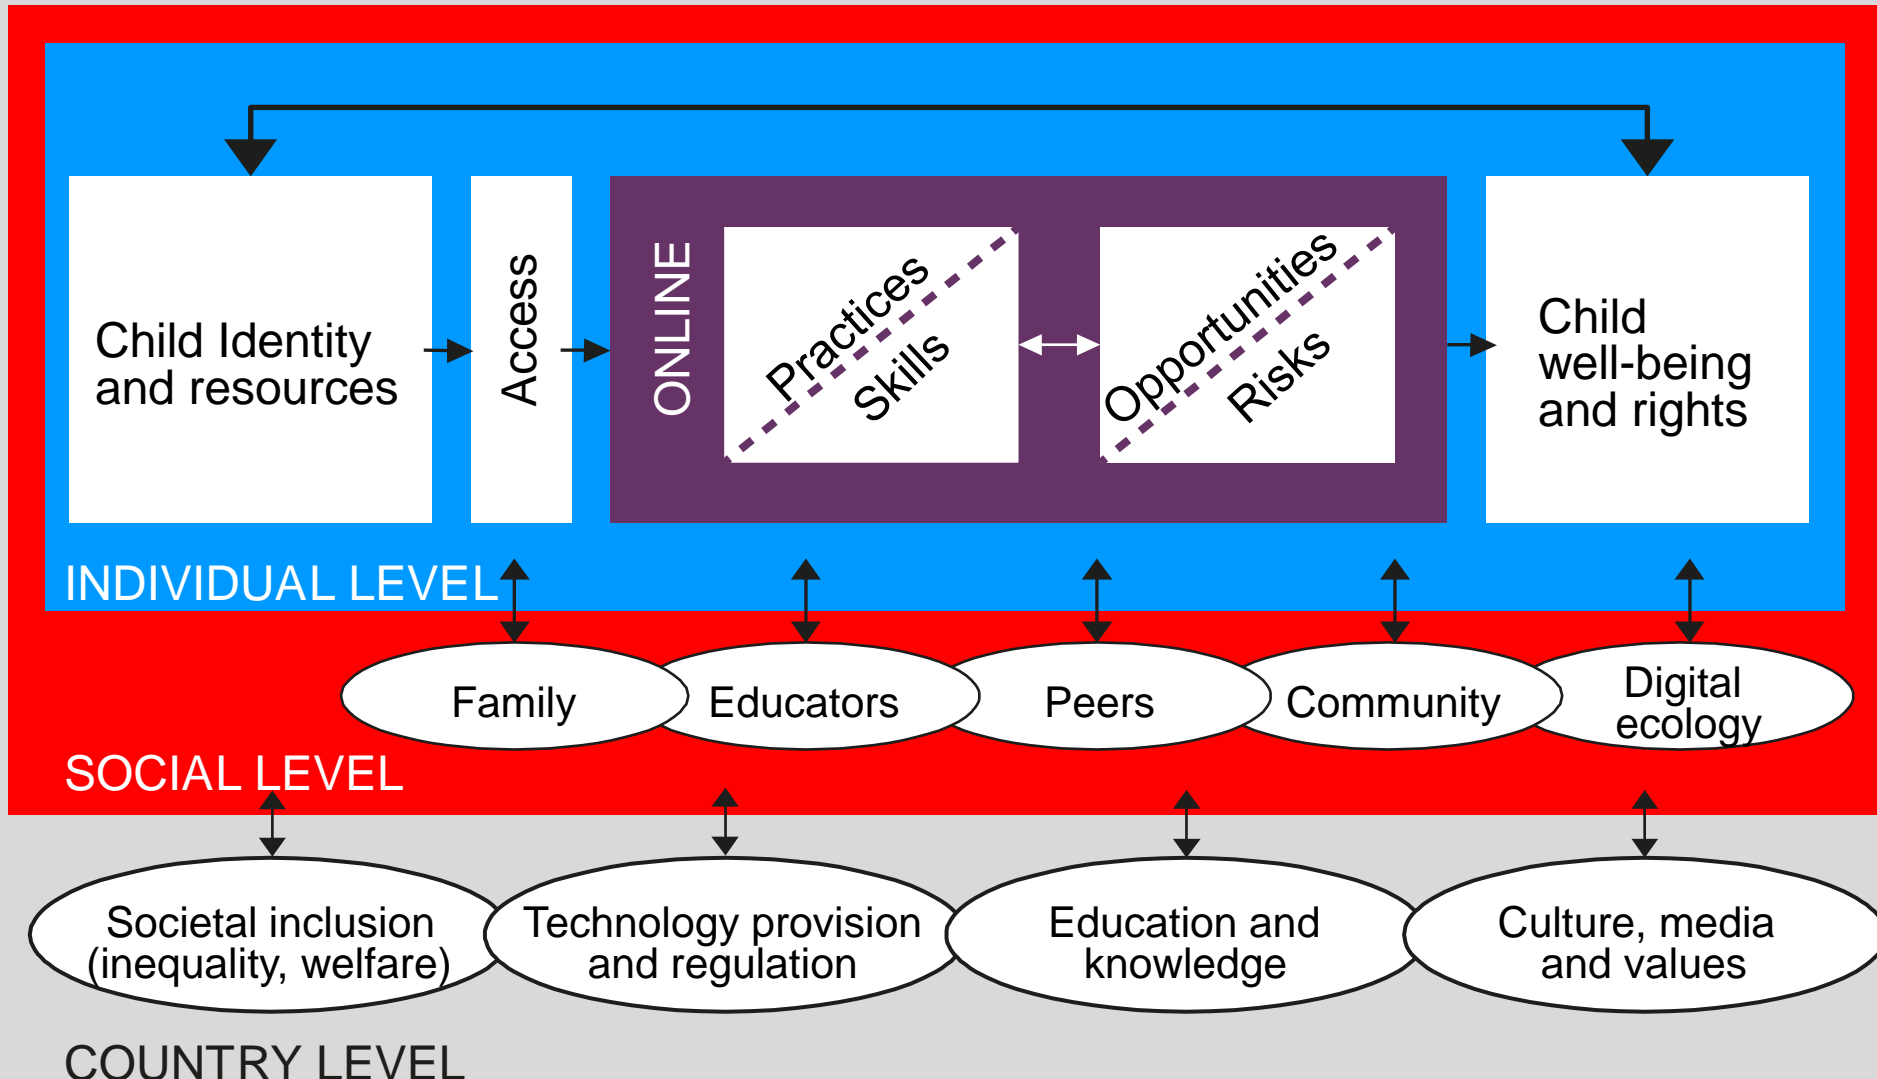 Child Identity
and resources
Access
ONLINE
Practices
Skills
Opportunities
Risks
Child
well-being
and rights
INDIVIDUAL LEVEL
Family
Educators
Peers
Community
Digital
ecology
SOCIAL LEVEL
Societal inclusion
(inequality, welfare)
Technology provision
and regulation
Education and
knowledge
Culture, media
and values
COUNTRY LEVEL